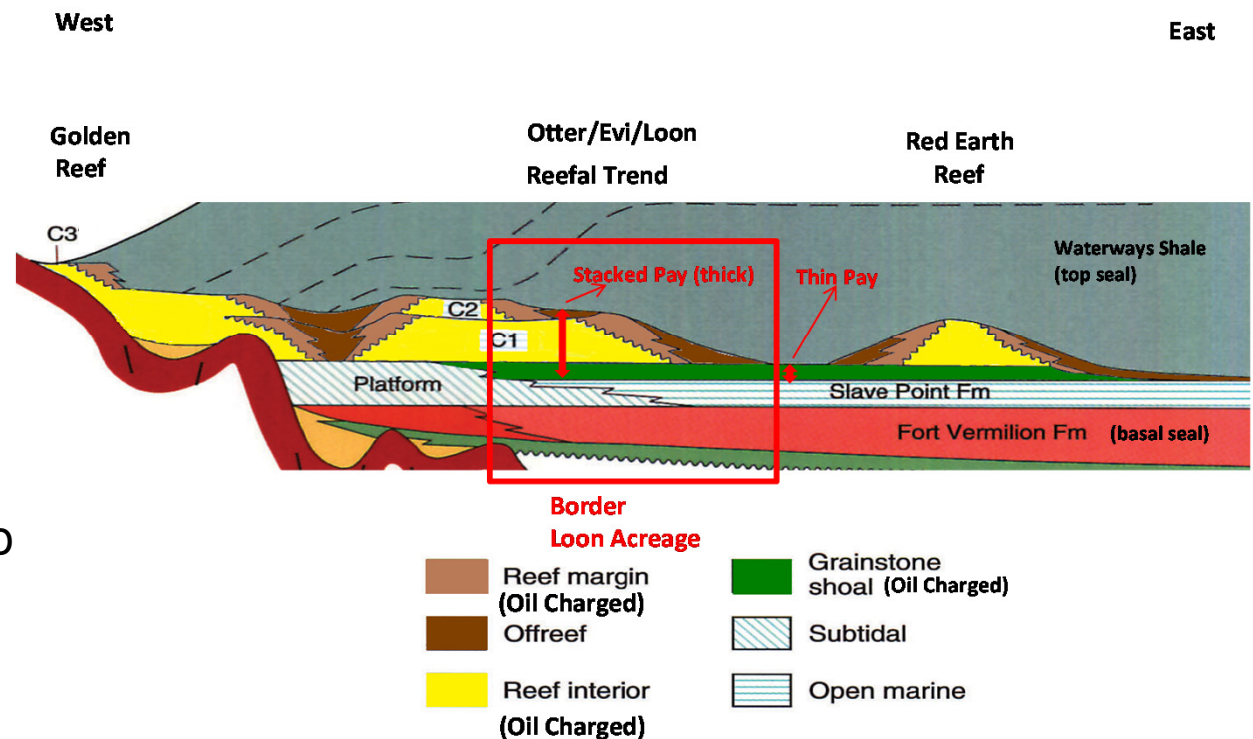 West
East
Golden
Reef
Otter/Evi/Loon
Reefal Trend
Red Earth
Reef
C3
Waterways Shale
(top seal)
Stacked Pay (thick)
Thin Pay
C2
C1
Platform
Slave Point Fm
Fort Vermilion Fm (basal seal)
Border
Loon Acreage
Reef margin
(Oil Charged)
Offreef
Reef interior
(Oil Charged)
Grainstone
shoal (Oil Charged)
Subtidal
Open marine